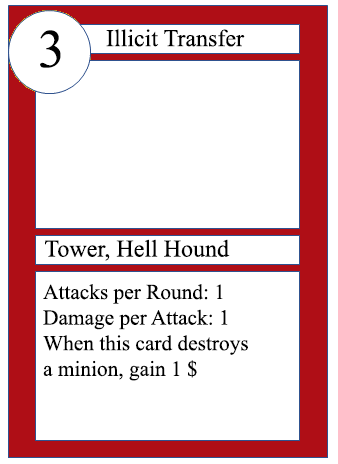 3
Illicit Transfer
Tower, Hell Hound
Attacks per Round: 1
Damage per Attack: 1
When this card destroys
a minion, gain 1 $